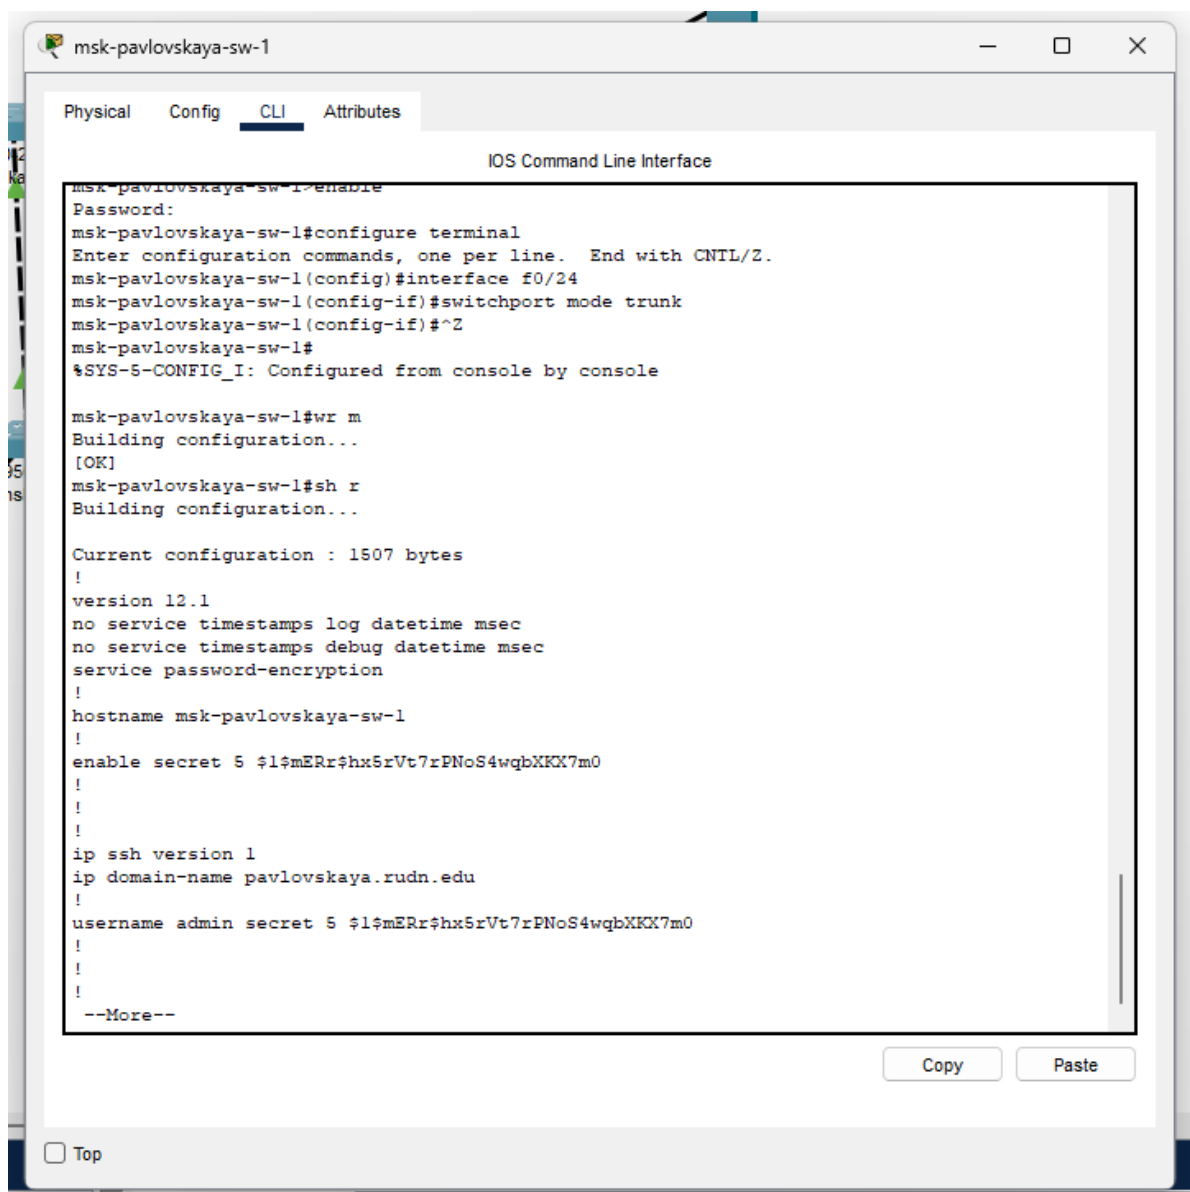 msk-pavlovskaya-sw-1
Physical Config CLI Attributes
IOS Command Line Interface
msk-pavlovskaya-sw-1>enable
Password:
msk-pavlovskaya-sw-1#configure terminal
Enter configuration commands, one per line.  End with CNTL/Z.
msk-pavlovskaya-sw-1(config)#interface f0/24
msk-pavlovskaya-sw-1(config-if)#switchport mode trunk
msk-pavlovskaya-sw-1(config-if)#^Z
msk-pavlovskaya-sw-1#
%SYS-5-CONFIG_I: Configured from console by console
msk-pavlovskaya-sw-1#wr m
Building configuration...
[OK]
msk-pavlovskaya-sw-1#sh r
Building configuration...
Current configuration : 1507 bytes
!
version 12.1
no service timestamps log datetime msec
no service timestamps debug datetime msec
service password-encryption
!
hostname msk-pavlovskaya-sw-1
!
enable secret 5 $1$mERr$hx5rVt7rPNoS4wqbXKX7m0
!
!
!
ip ssh version 1
ip domain-name pavlovskaya.rudn.edu
!
username admin secret 5 $1$mERr$hx5rVt7rPNoS4wqbXKX7m0
!
!
!
--More--
Copy Paste
Top